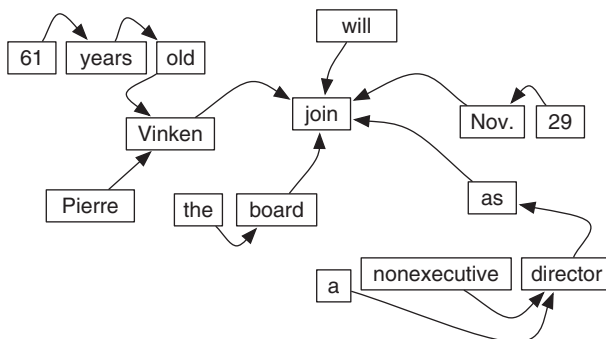 will
61 years old
join
Vinken
Nov. 29
Pierre
the board
as
nonexecutive director
a